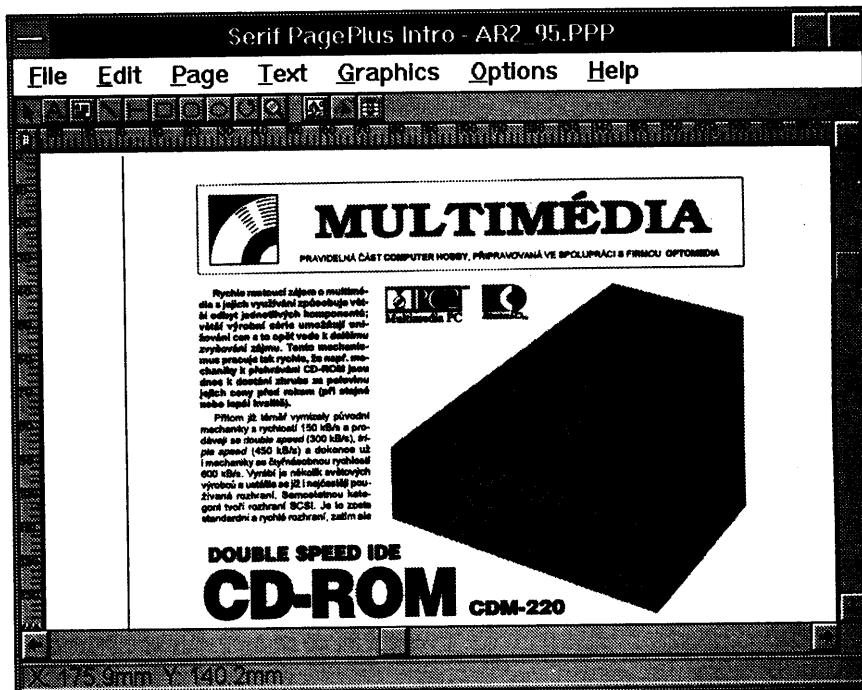 Serif PagePlus Intro - AR2_95.PPP
File Edit Page Text Graphics Options Help
MULTIMÉDIA
PRAVIDELNÁ ČÁST COMPUTER HOBBY, PŘIPRAVOVANÁ VE SPOLUPRÁCI S FIRMOU OPTOMEDIA
Rychle rostoucí zájem o multimé-
dia a jejich využívání způsobuje vět-
ší odbyt jednotlivých komponentů;
větší výrobní série umožňují sni-
žování cen a to opět vede k dalšímu
zvyšování zájmu. Tento mechanis-
mus pracuje tak rychle, že např. me-
chaniky k přehrávání CD-ROM jsou
dnes k dostání zhruba za polovinu
jejich ceny před rokem (při stejné
nebo lepší kvalitě).
Přitom již téměř vymizely původní
mechaniky s rychlostí 150 kB/s a pro-
dávají se double speed (300 kB/s), tri-
ple speed (450 kB/s) a dokonce už
i mechaniky se čtyřnásobnou rychlostí
600 kB/s. Vyrábí je několik světových
výrobců a ustálila se již i nejčastěji pou-
žívaná rozhraní. Samostatnou kate-
gorii tvoří rozhraní SCSI. Je to zcela
standardní a rychlé rozhraní, zatím ale
MPC
Multimedia PC
DOUBLE SPEED IDE
CD-ROM CDM-220
X: 175.9mm Y: 140.2mm